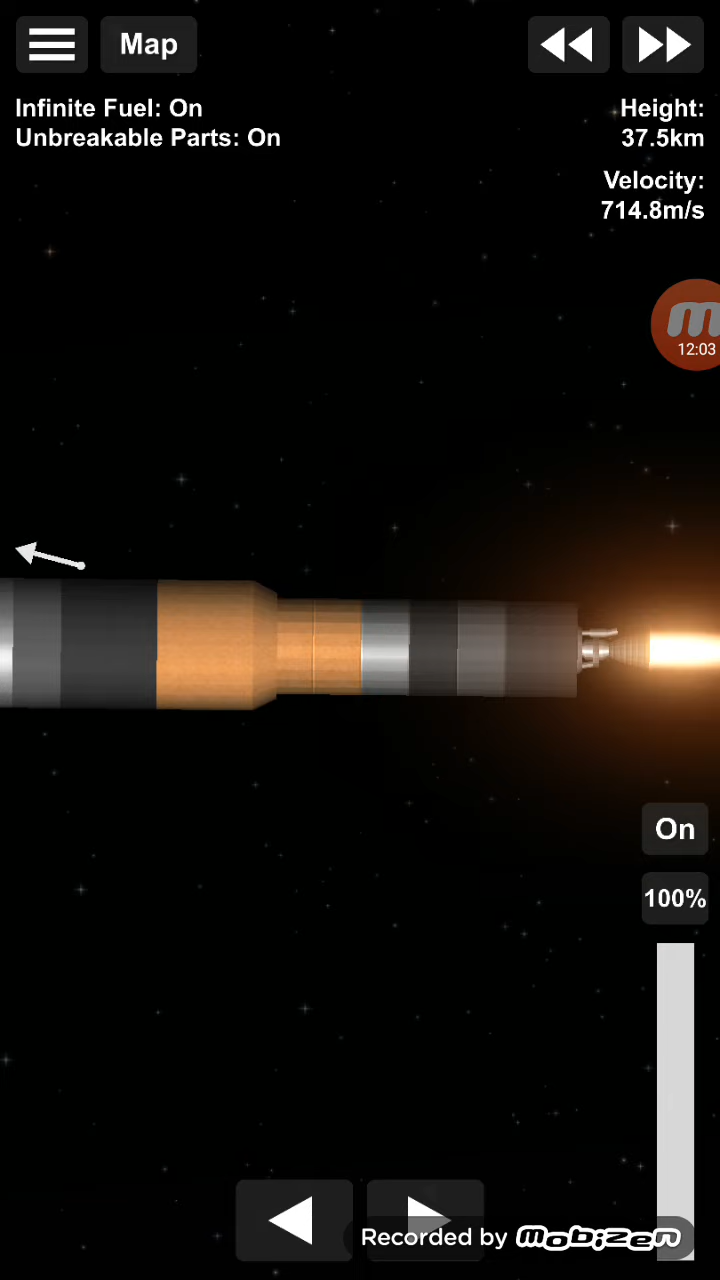 Map
Infinite Fuel: On
Unbreakable Parts: On
Height:
37.5km
Velocity:
714.8m/s
m
12:03
On
100%
Recorded by mobizen